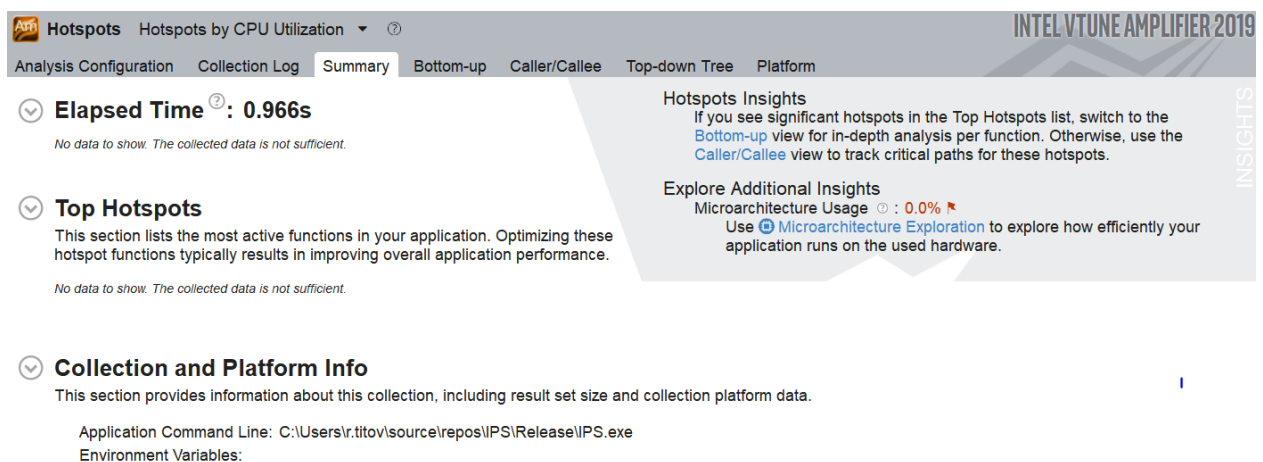 Hotspots Hotspots by CPU Utilization
INTEL VTUNE AMPLIFIER 2019
Analysis Configuration Collection Log Summary Bottom-up Caller/Callee Top-down Tree Platform
Elapsed Time ? : 0.966s
No data to show. The collected data is not sufficient.
Top Hotspots
This section lists the most active functions in your application. Optimizing these
hotspot functions typically results in improving overall application performance.
No data to show. The collected data is not sufficient.
Hotspots Insights
If you see significant hotspots in the Top Hotspots list, switch to the
Bottom-up view for in-depth analysis per function. Otherwise, use the
Caller/Callee view to track critical paths for these hotspots.
Explore Additional Insights
Microarchitecture Usage ? : 0.0%
Use Microarchitecture Exploration to explore how efficiently your
application runs on the used hardware.
INSIGHTS
Collection and Platform Info
This section provides information about this collection, including result set size and collection platform data.
Application Command Line: C:\Users\r.titov\source\repos\IPS\Release\IPS.exe
Environment Variables: